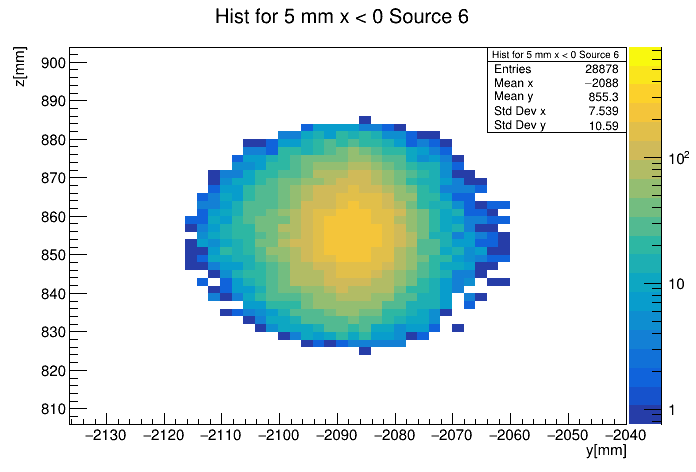 Hist for 5 mm x < 0 Source 6
z[mm]
Hist for 5 mm x < 0 Source 6
Entries 28878
Mean x −2088
Mean y 855.3
Std Dev x 7.539
Std Dev y 10.59
900
890
880
870
860
850
840
830
820
810
10²
10
1
−2130 −2120 −2110 −2100 −2090 −2080 −2070 −2060 −2050 −2040
y[mm]